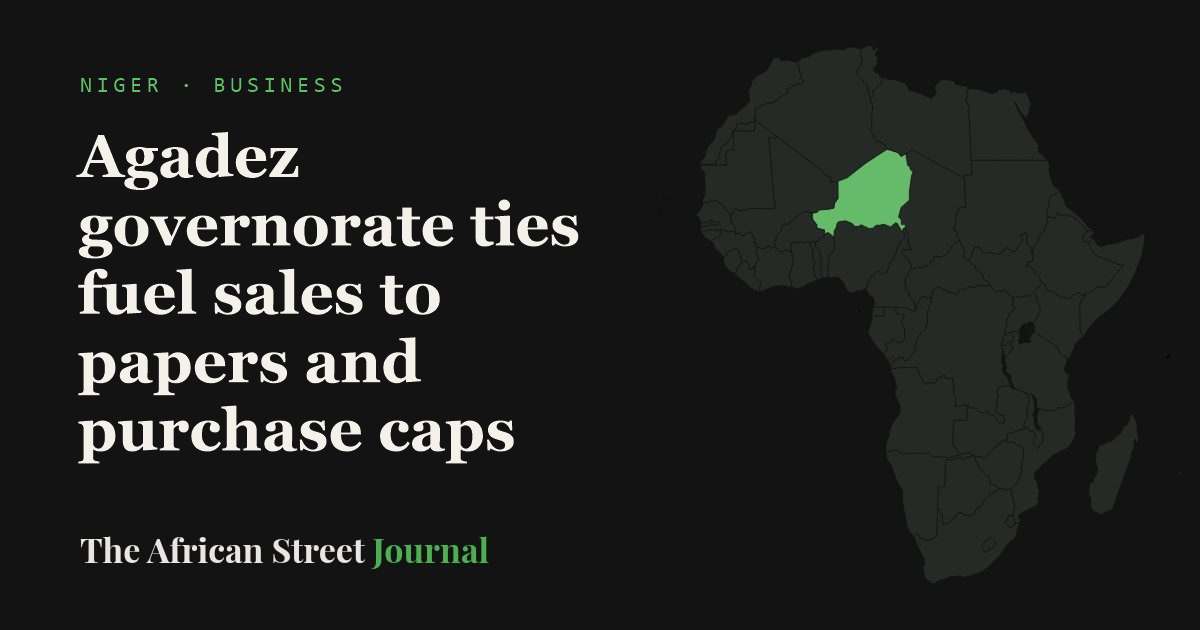 NIGER · BUSINESS
Agadez
governorate ties
fuel sales to
papers and
purchase caps
The African Street Journal